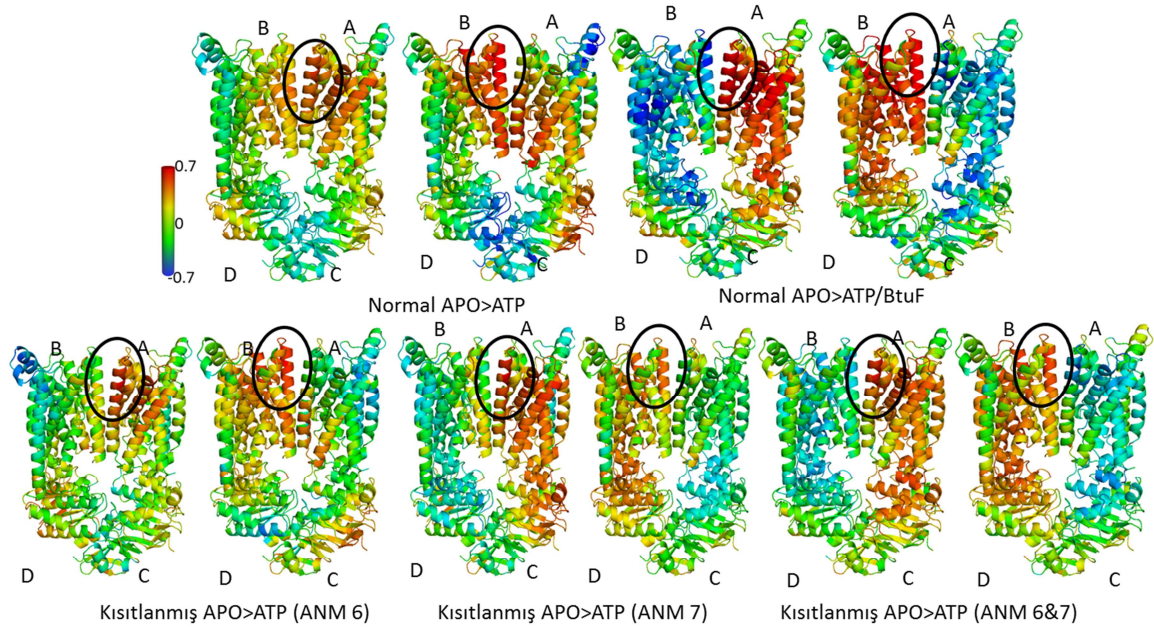 B A B A B A B A
0.7
0
-0.7
D C D C D C D C
Normal APO>ATP Normal APO>ATP/BtuF
B A B A B A B A B A B A
D C D C D C D C D C D C
Kısıtlanmış APO>ATP (ANM 6) Kısıtlanmış APO>ATP (ANM 7) Kısıtlanmış APO>ATP (ANM 6&7)